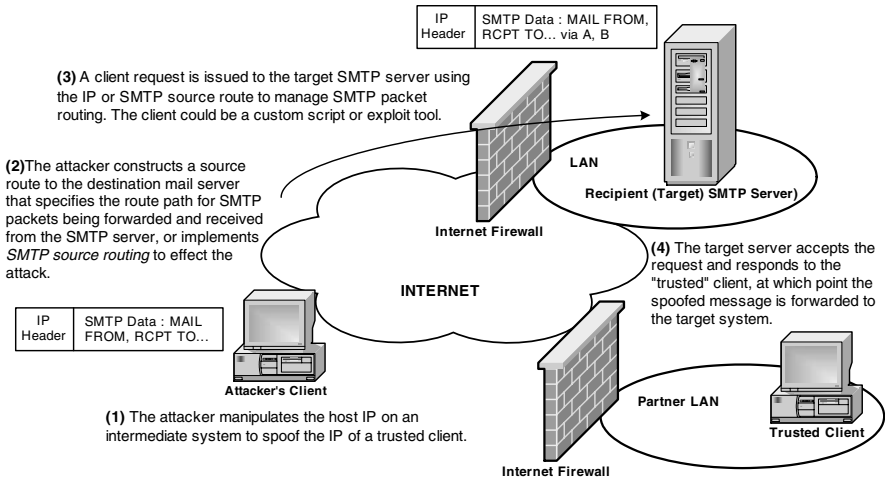 IP
Header
SMTP Data : MAIL FROM,
RCPT TO... via A, B
(3) A client request is issued to the target SMTP server using
the IP or SMTP source route to manage SMTP packet
routing. The client could be a custom script or exploit tool.
(2)The attacker constructs a source
route to the destination mail server
that specifies the route path for SMTP
packets being forwarded and received
from the SMTP server, or implements
SMTP source routing to effect the
attack.
LAN
Recipient (Target) SMTP Server)
Internet Firewall
(4) The target server accepts the
request and responds to the
"trusted" client, at which point the
spoofed message is forwarded to
the target system.
INTERNET
IP
Header
SMTP Data : MAIL
FROM, RCPT TO...
Attacker's Client
(1) The attacker manipulates the host IP on an
intermediate system to spoof the IP of a trusted client.
Partner LAN
Trusted Client
Internet Firewall